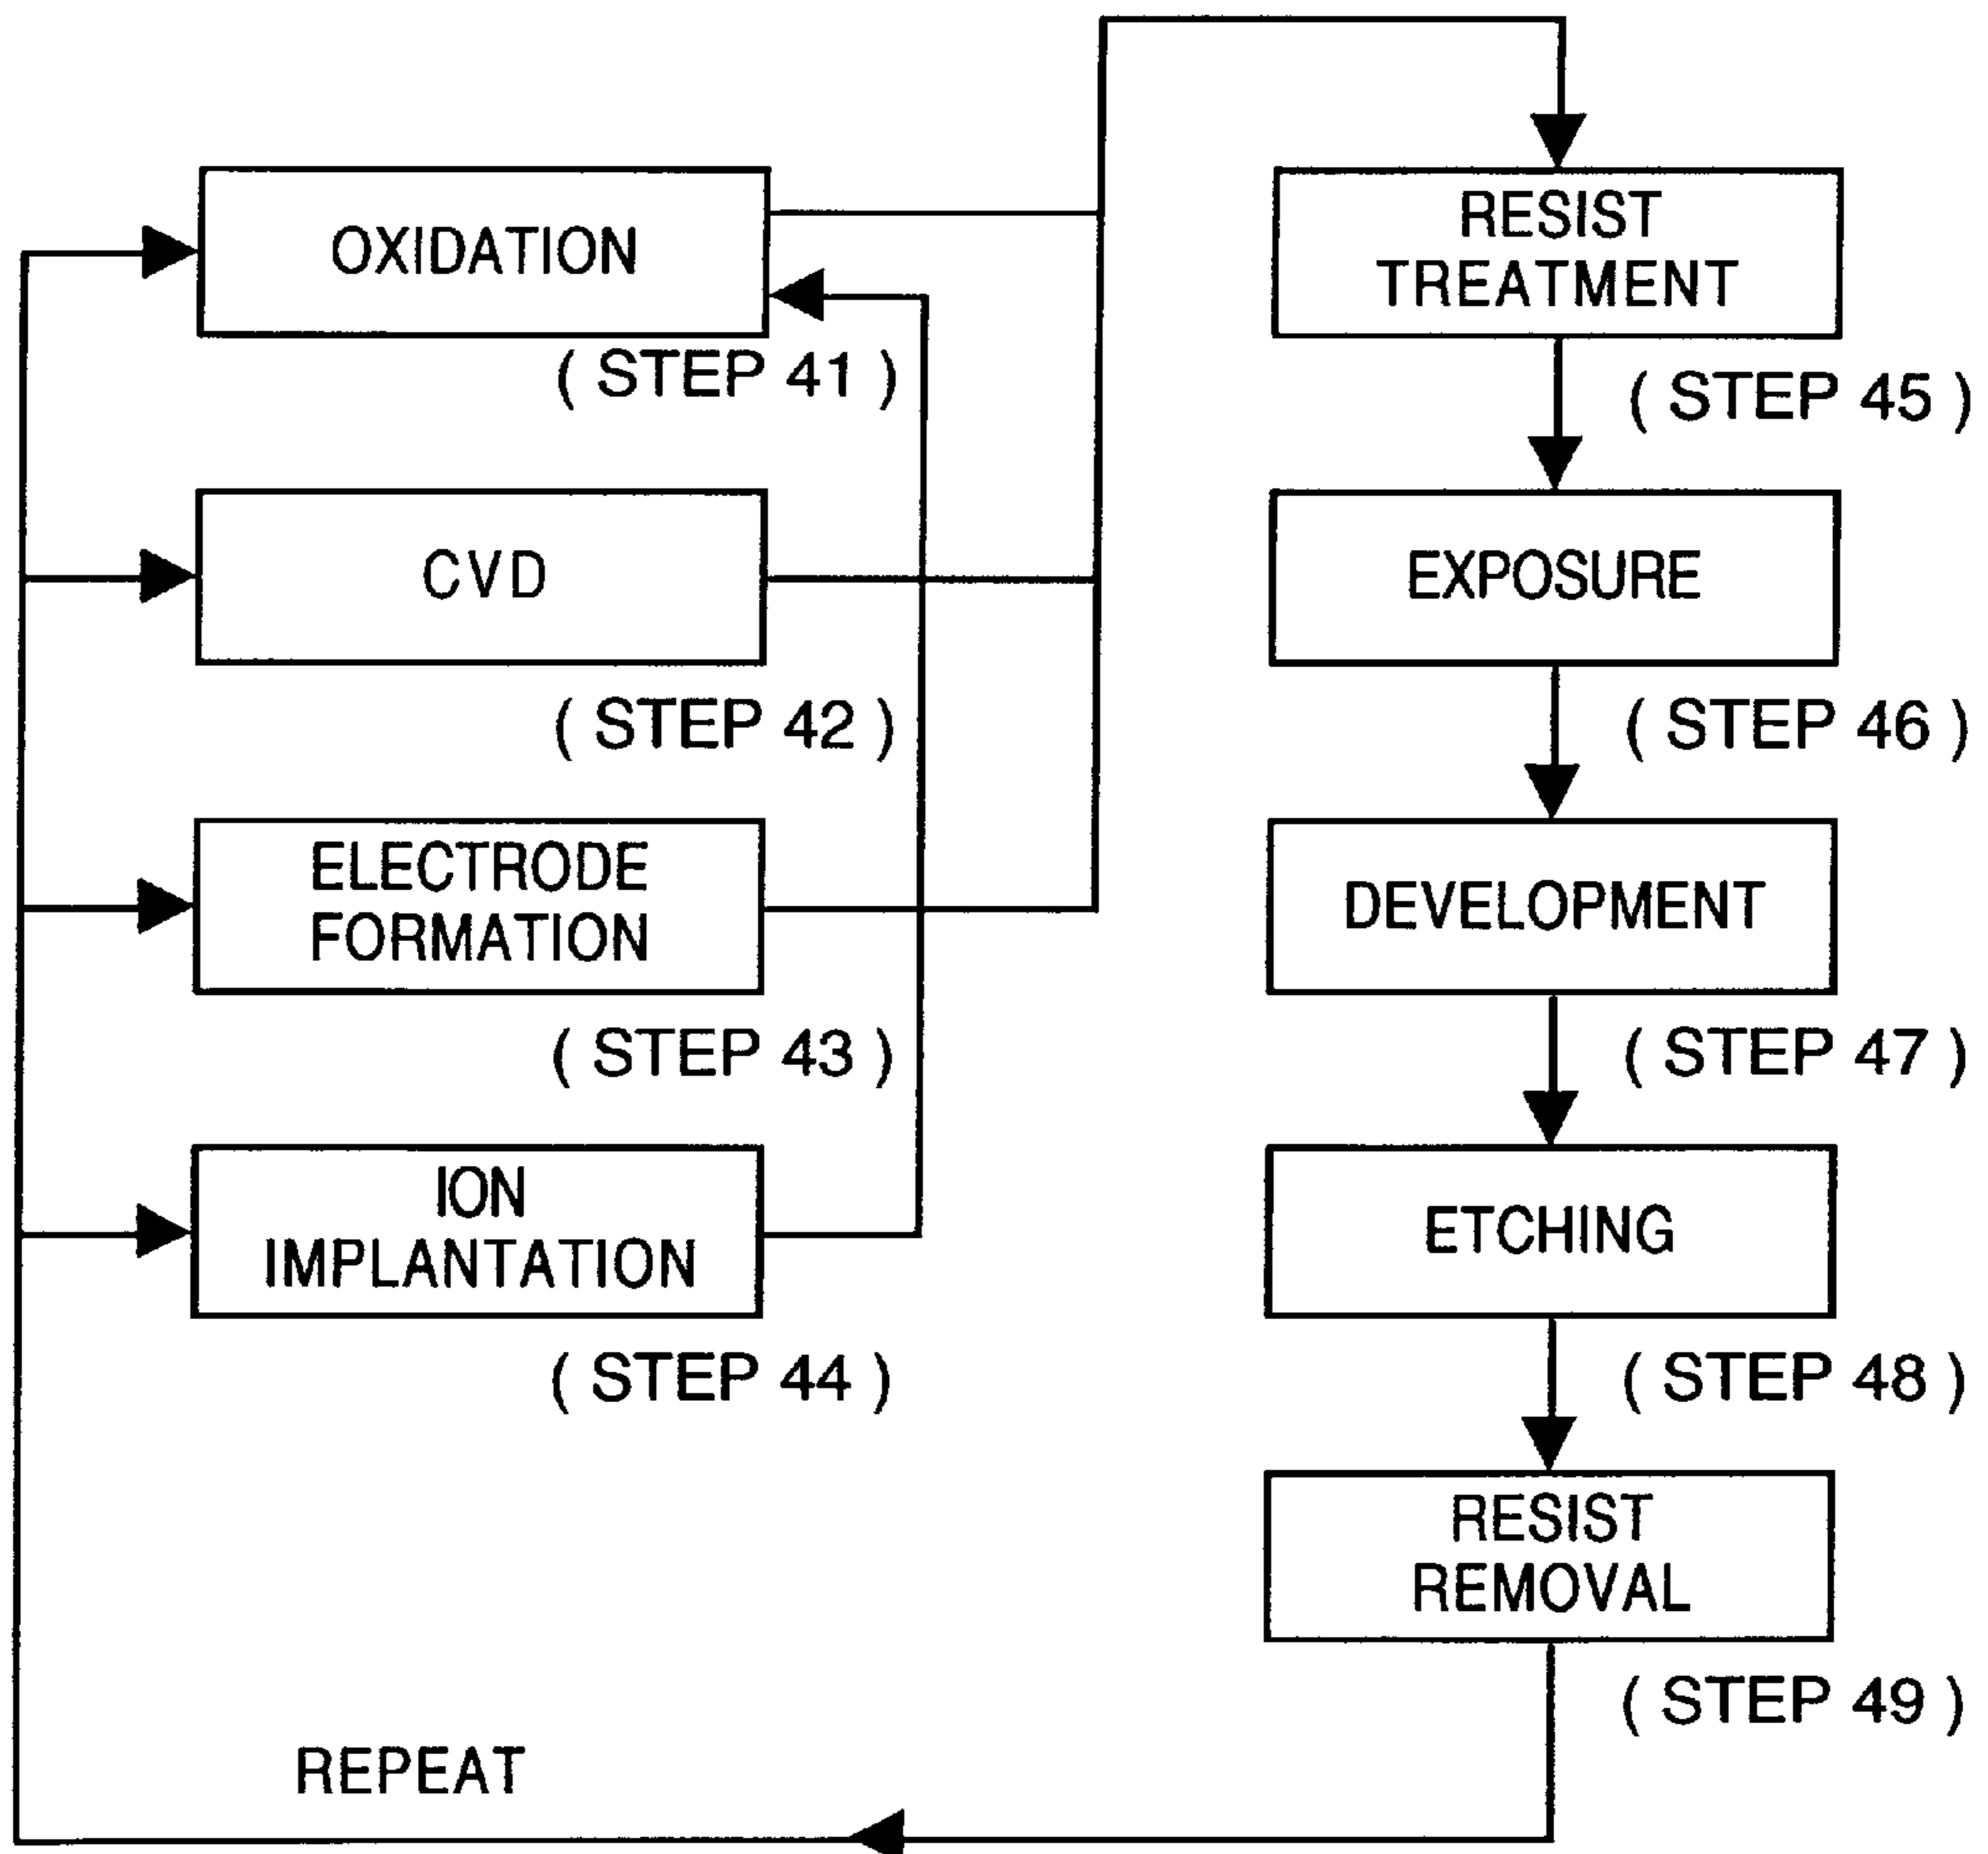 OXIDATION
( STEP 41 )
CVD
( STEP 42 )
ELECTRODE
FORMATION
( STEP 43 )
ION
IMPLANTATION
( STEP 44 )
RESIST
TREATMENT
( STEP 45 )
EXPOSURE
( STEP 46 )
DEVELOPMENT
( STEP 47 )
ETCHING
( STEP 48 )
RESIST
REMOVAL
( STEP 49 )
REPEAT